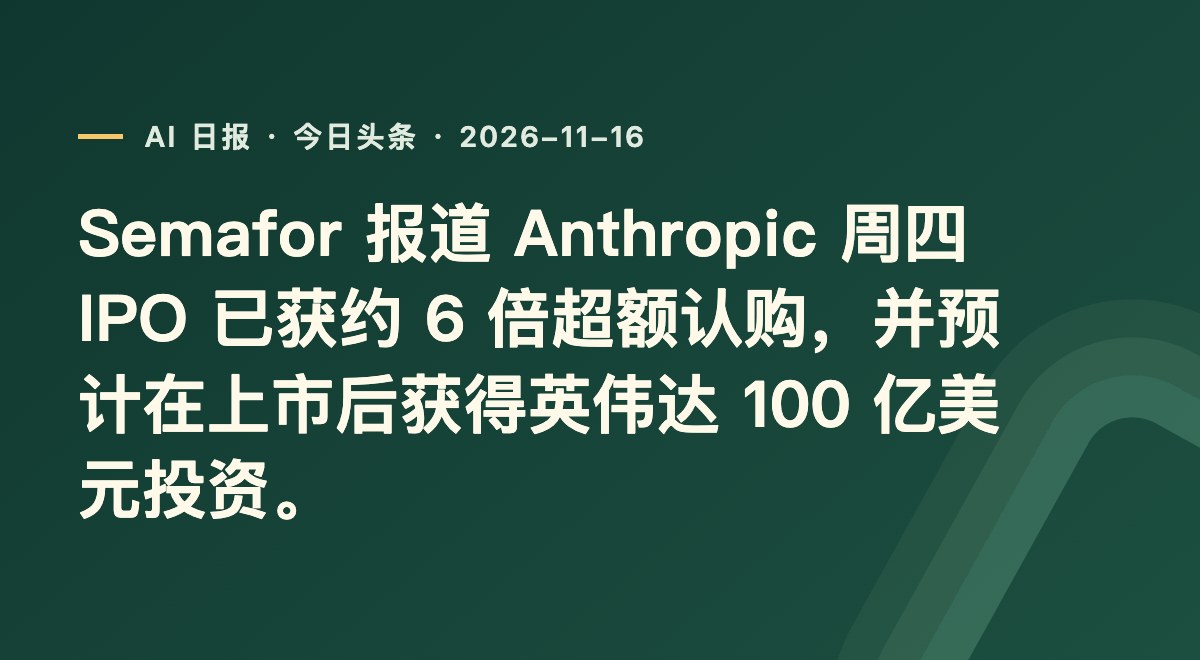 AI 日报 · 今日头条 · 2026-11-16
Semafor 报道 Anthropic 周四
IPO 已获约 6 倍超额认购，并预
计在上市后获得英伟达 100 亿美
元投资。